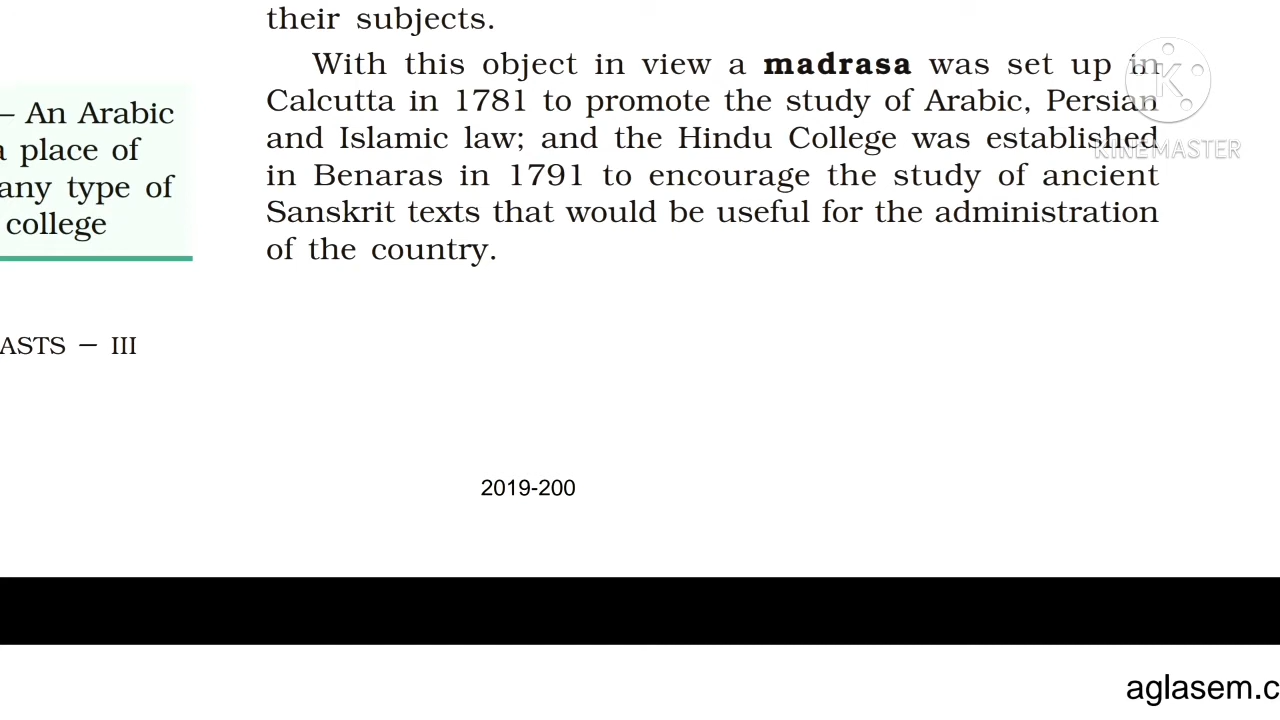 their subjects.
With this object in view a madrasa was set up in
Calcutta in 1781 to promote the study of Arabic, Persian
and Islamic law; and the Hindu College was established
in Benaras in 1791 to encourage the study of ancient
Sanskrit texts that would be useful for the administration
of the country.
– An Arabic
a place of
any type of
college
ASTS – III
2019-200
KINEMASTER
aglasem.c